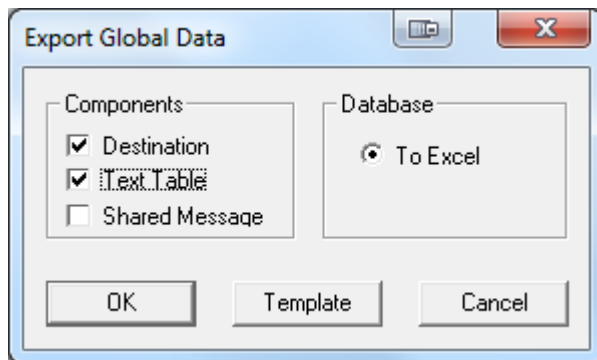 Export Global Data
Components
Destination
Text Table
Shared Message
Database
To Excel
OK
Template
Cancel